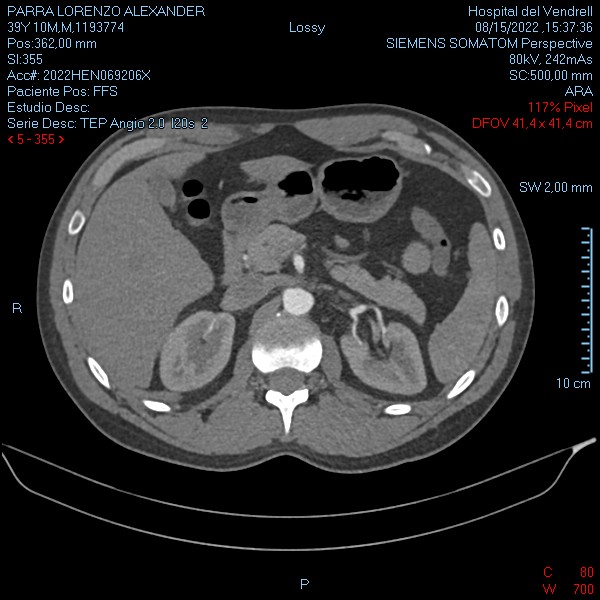 PARRA LORENZO ALEXANDER
39Y 10M,M,1193774
Pos:362,00 mm
SI:355
Acc#: 2022HEN069206X
Paciente Pos: FFS
Estudio Desc:
Serie Desc: TEP Angio 2.0 I20s 2
< 5 - 355 >
Lossy
Hospital del Vendrell
08/15/2022 ,15:37:36
SIEMENS SOMATOM Perspective
80kV, 242mAs
SC:500,00 mm
ARA
117% Pixel
DFOV 41,4 x 41,4 cm
SW 2,00 mm
R
10 cm
P
C 80
W 700